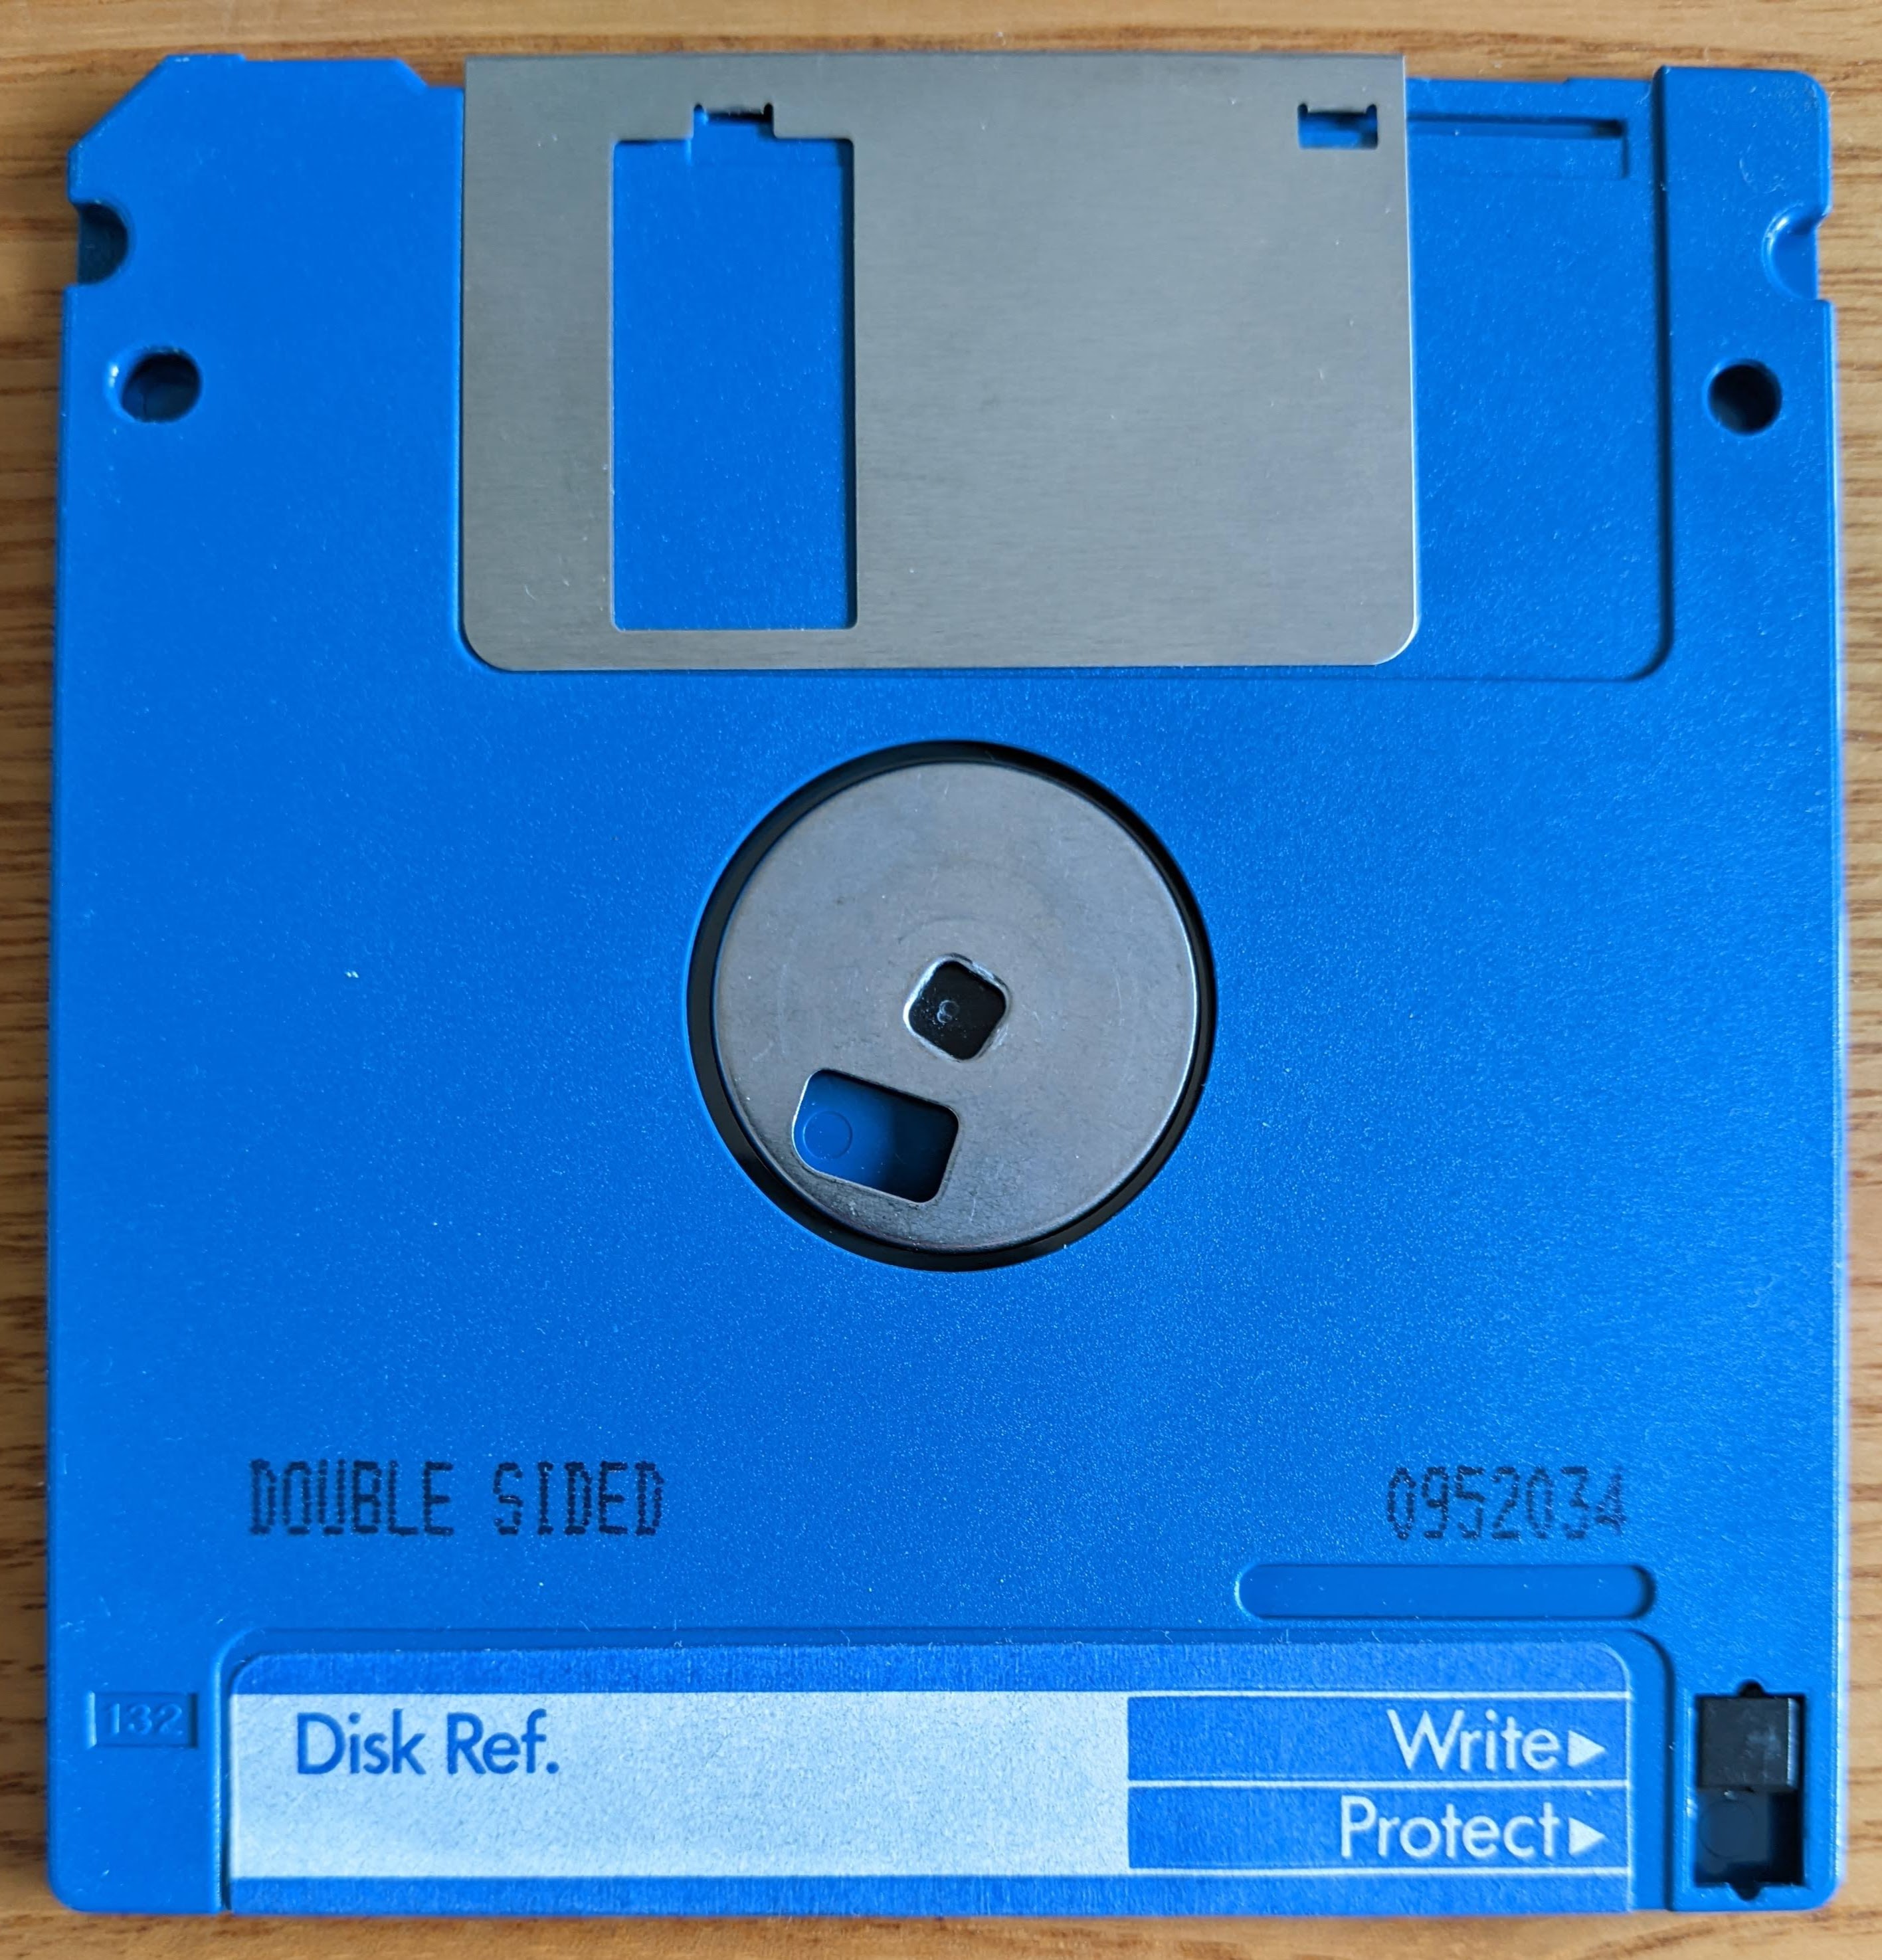 DOUBLE SIDED
0952034
132
Disk Ref.
Write▸
Protect▸